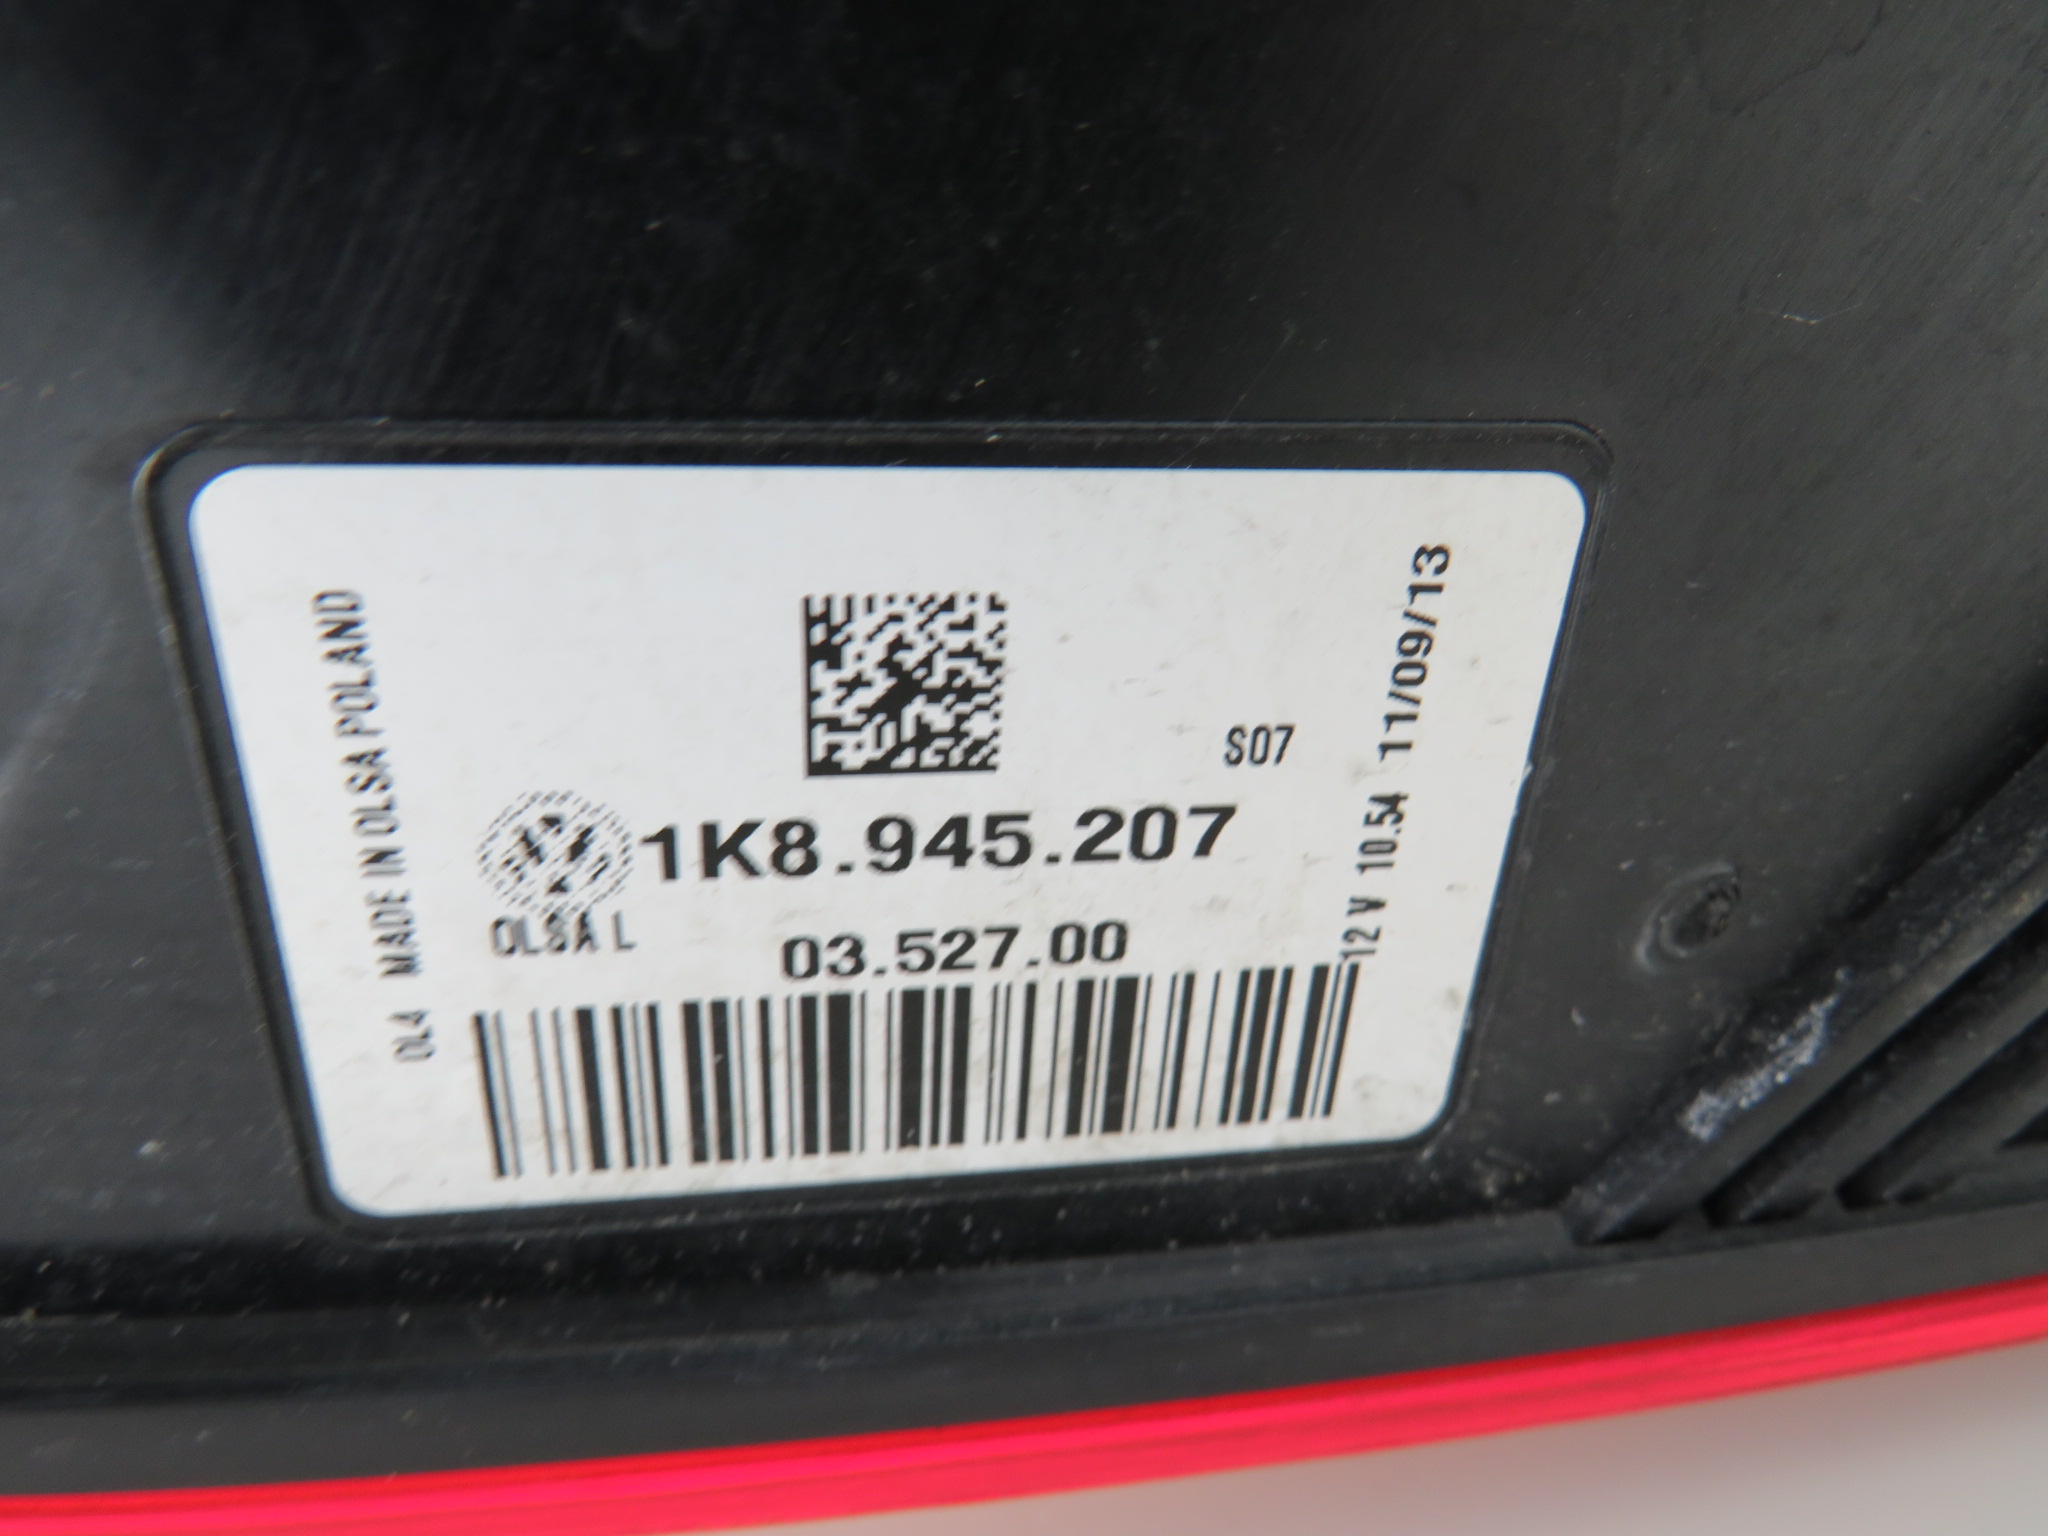 OL4 MADE IN OLSA POLAND
S07
1K8.945.207
OLSA L
03.527.00
12 V 10.54 11/09/13